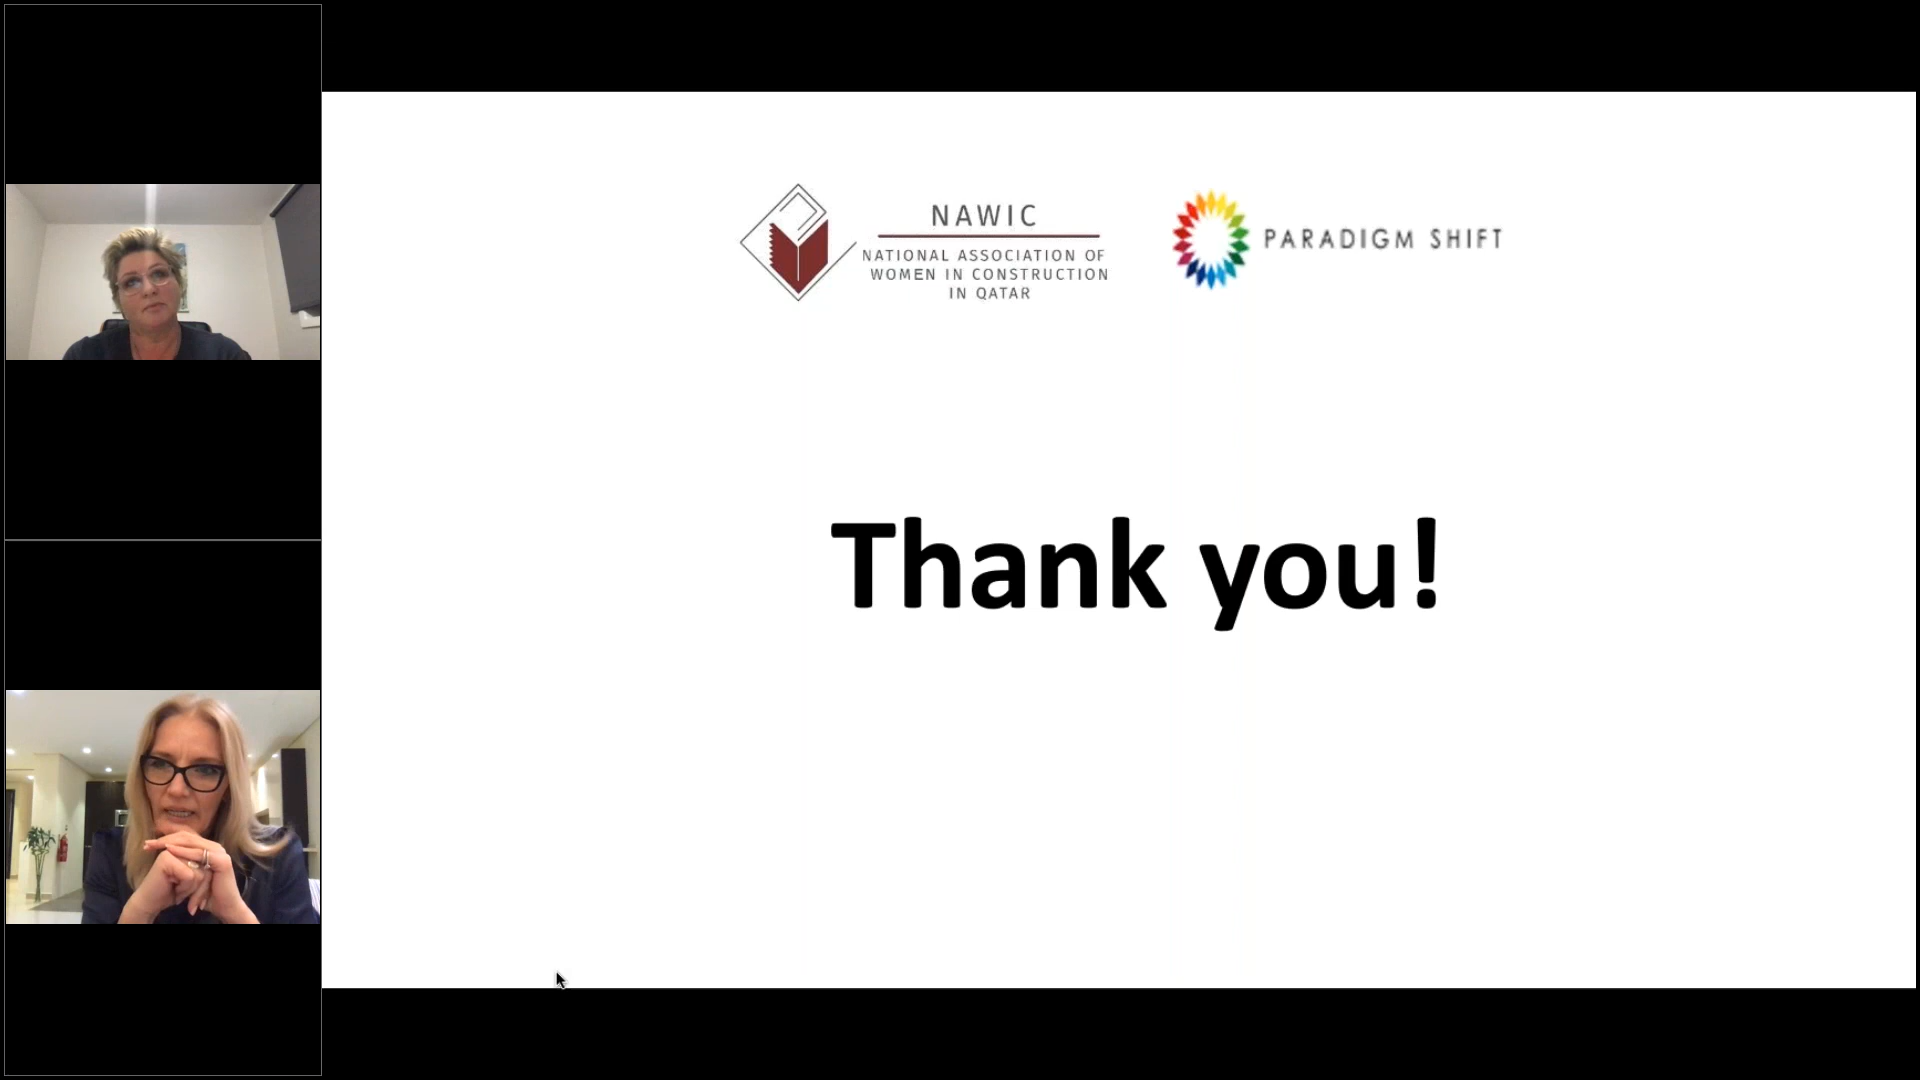 NAWIC
NATIONAL ASSOCIATION OF
WOMEN IN CONSTRUCTION
IN QATAR
PARADIGM SHIFT
Thank you!